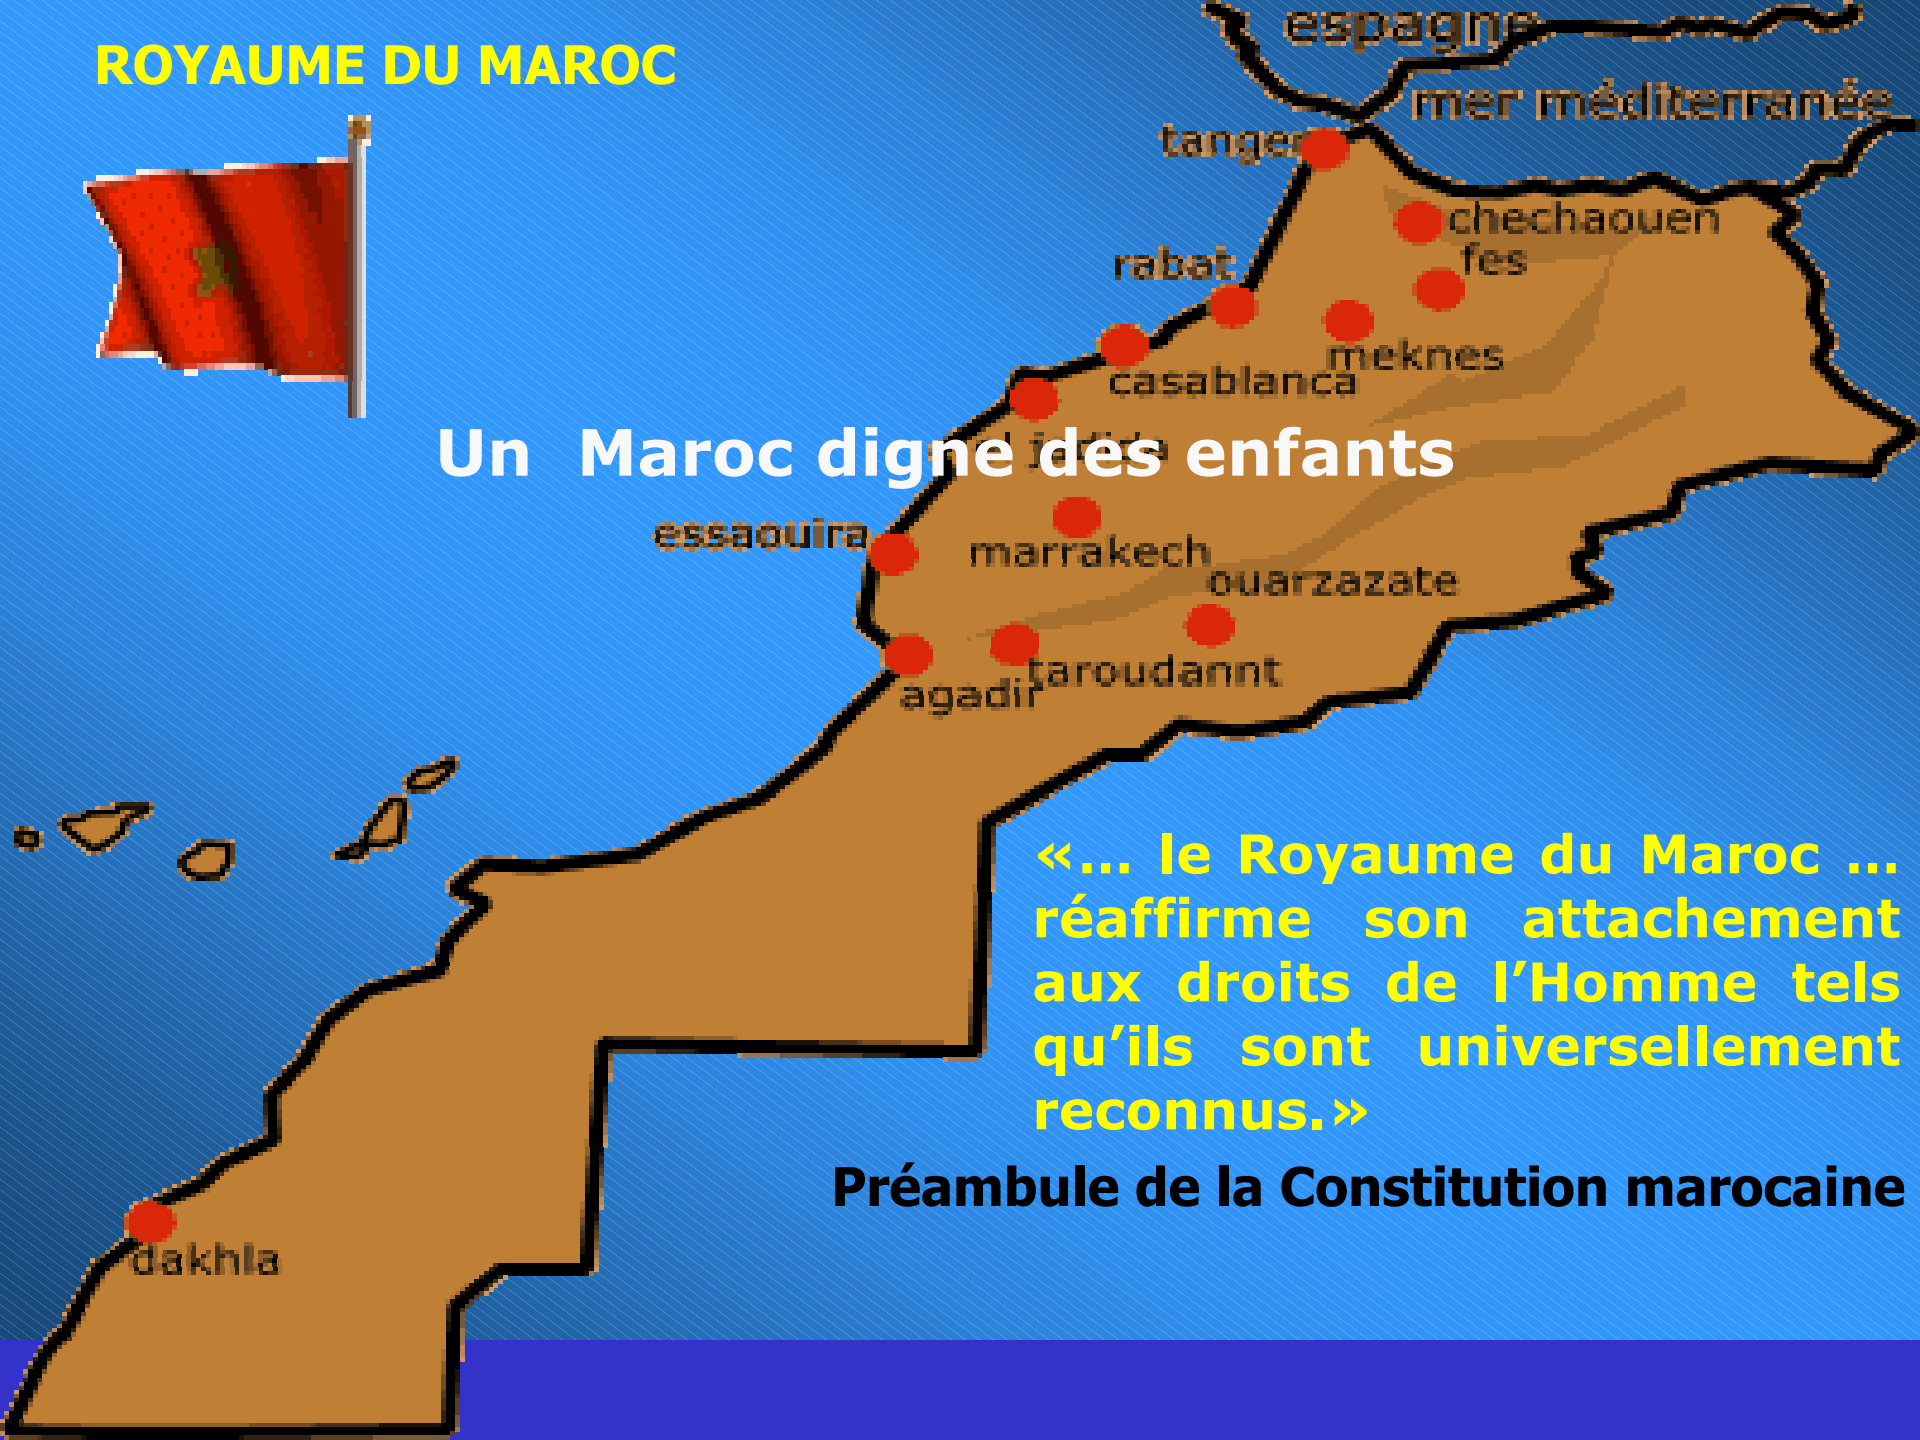 espagne
ROYAUME DU MAROC
mer méditerranée
tanger
chechaouen
fes
rabat
meknes
casablanca
el jadida
Un Maroc digne des enfants
essaouira
marrakech
ouarzazate
taroudannt
agadir
«… le Royaume du Maroc …
réaffirme son attachement
aux droits de l’Homme tels
qu’ils sont universellement
reconnus.»
Préambule de la Constitution marocaine
dakhla